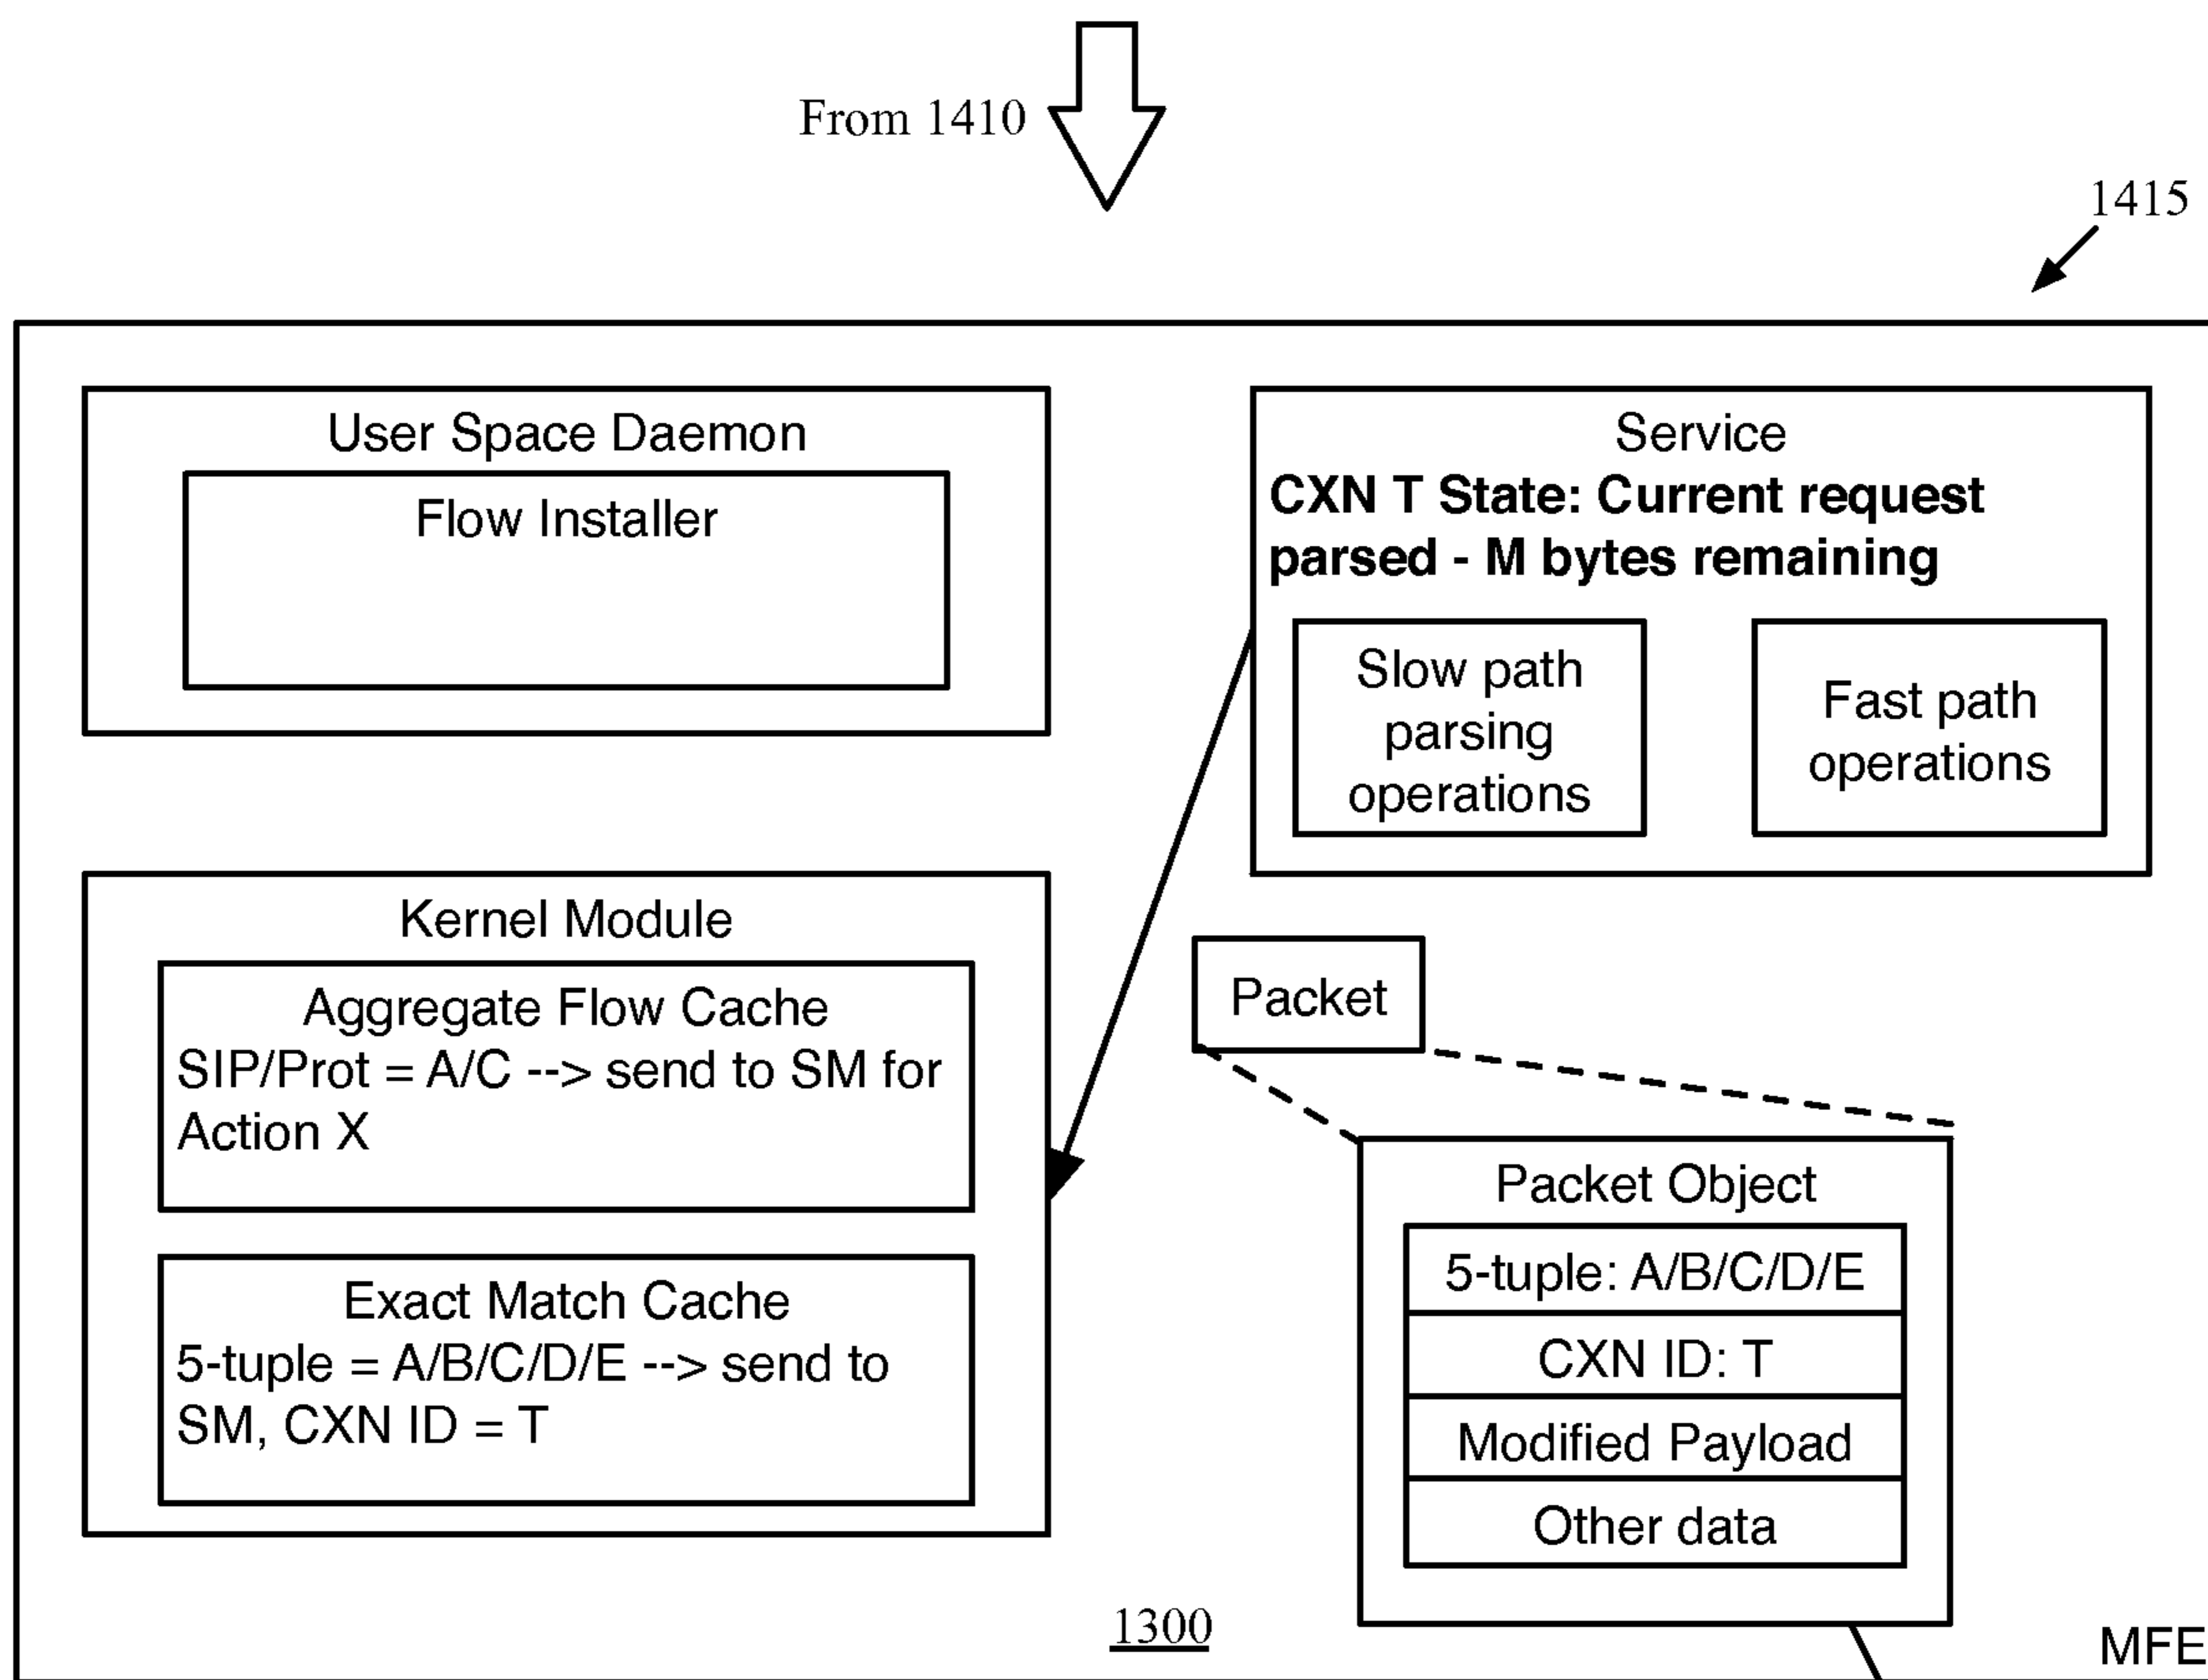 From 1410
1415
User Space Daemon
Flow Installer
Service
CXN T State: Current request
parsed - M bytes remaining
Slow path
parsing
operations
Fast path
operations
Kernel Module
Aggregate Flow Cache
SIP/Prot = A/C --> send to SM for
Action X
Exact Match Cache
5-tuple = A/B/C/D/E --> send to
SM, CXN ID = T
Packet
Packet Object
5-tuple: A/B/C/D/E
CXN ID: T
Modified Payload
Other data
1300
MFE